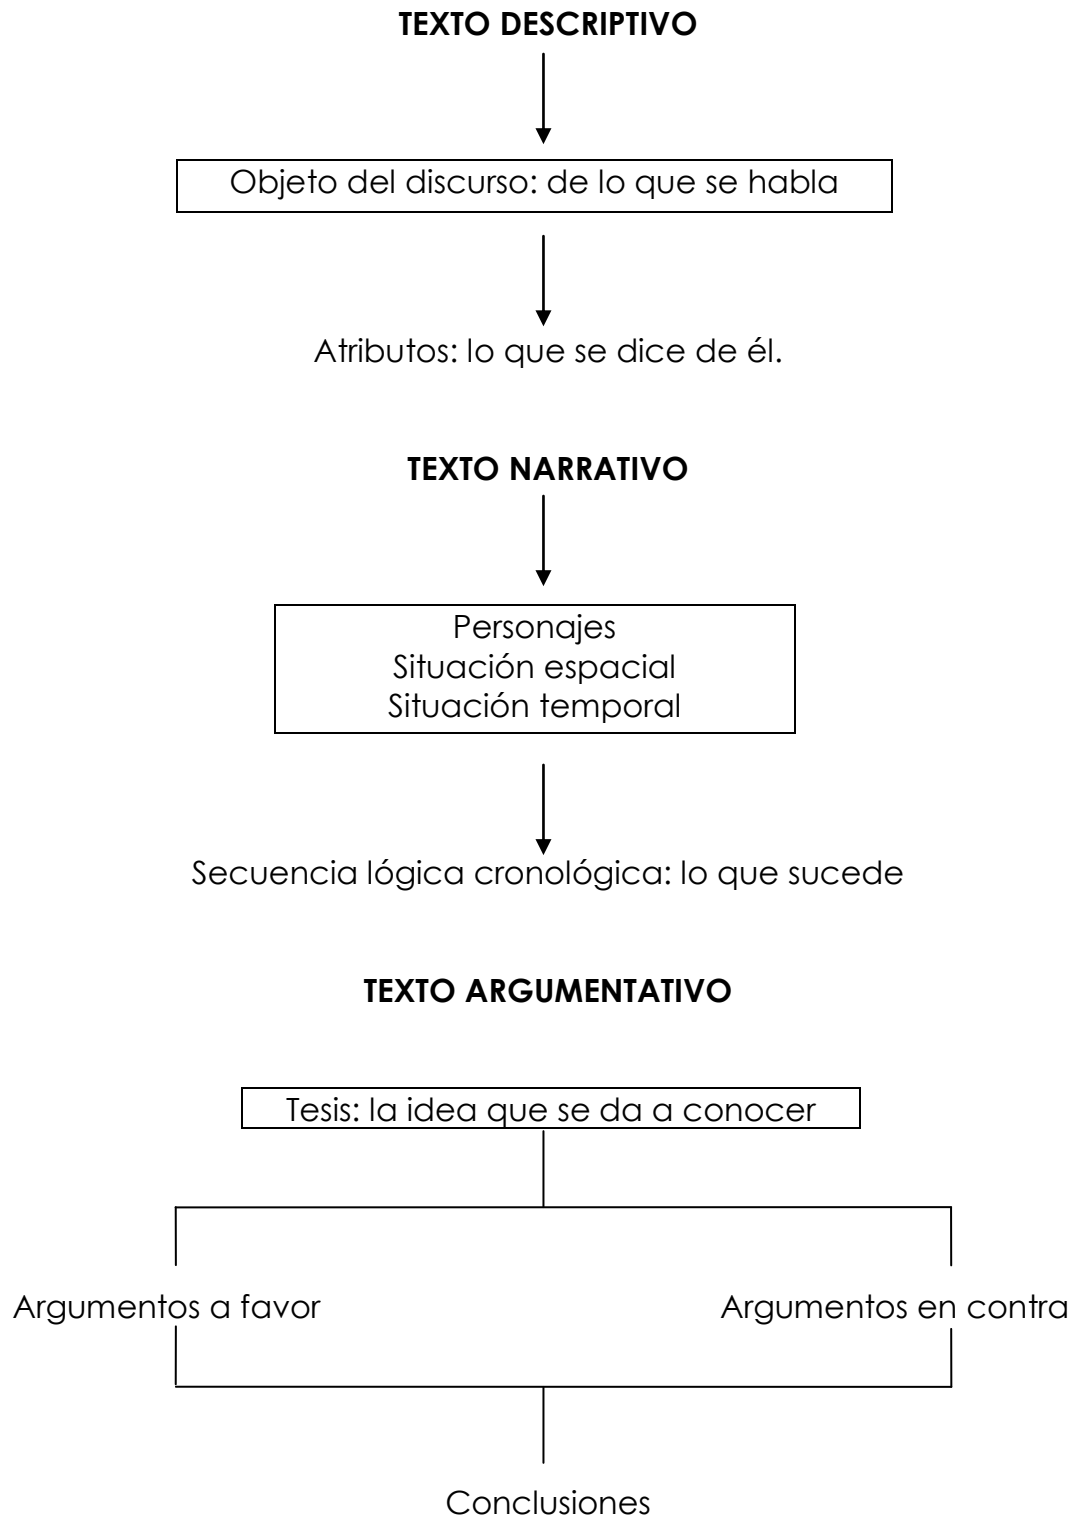 TEXTO DESCRIPTIVO
Objeto del discurso: de lo que se habla
Atributos: lo que se dice de él.
TEXTO NARRATIVO
Personajes
Situación espacial
Situación temporal
Secuencia lógica cronológica: lo que sucede
TEXTO ARGUMENTATIVO
Tesis: la idea que se da a conocer
Argumentos a favor
Argumentos en contra
Conclusiones